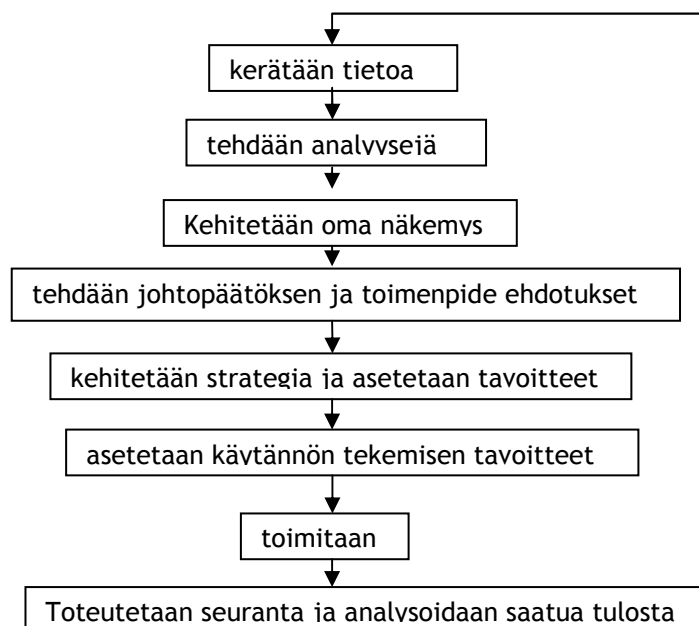 kerätään tietoa
tehdään analyysejä
Kehitetään oma näkemys
tehdään johtopäätöksen ja toimenpide ehdotukset
kehitetään strategia ja asetetaan tavoitteet
asetetaan käytännön tekemisen tavoitteet
toimitaan
Toteutetaan seuranta ja analysoidaan saatua tulosta